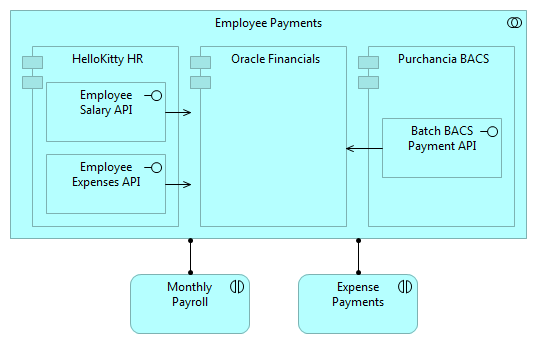 Employee Payments
HelloKitty HR
Oracle Financials
Purchancia BACS
Employee
Salary API
Employee
Expenses API
Batch BACS
Payment API
Monthly
Payroll
Expense
Payments